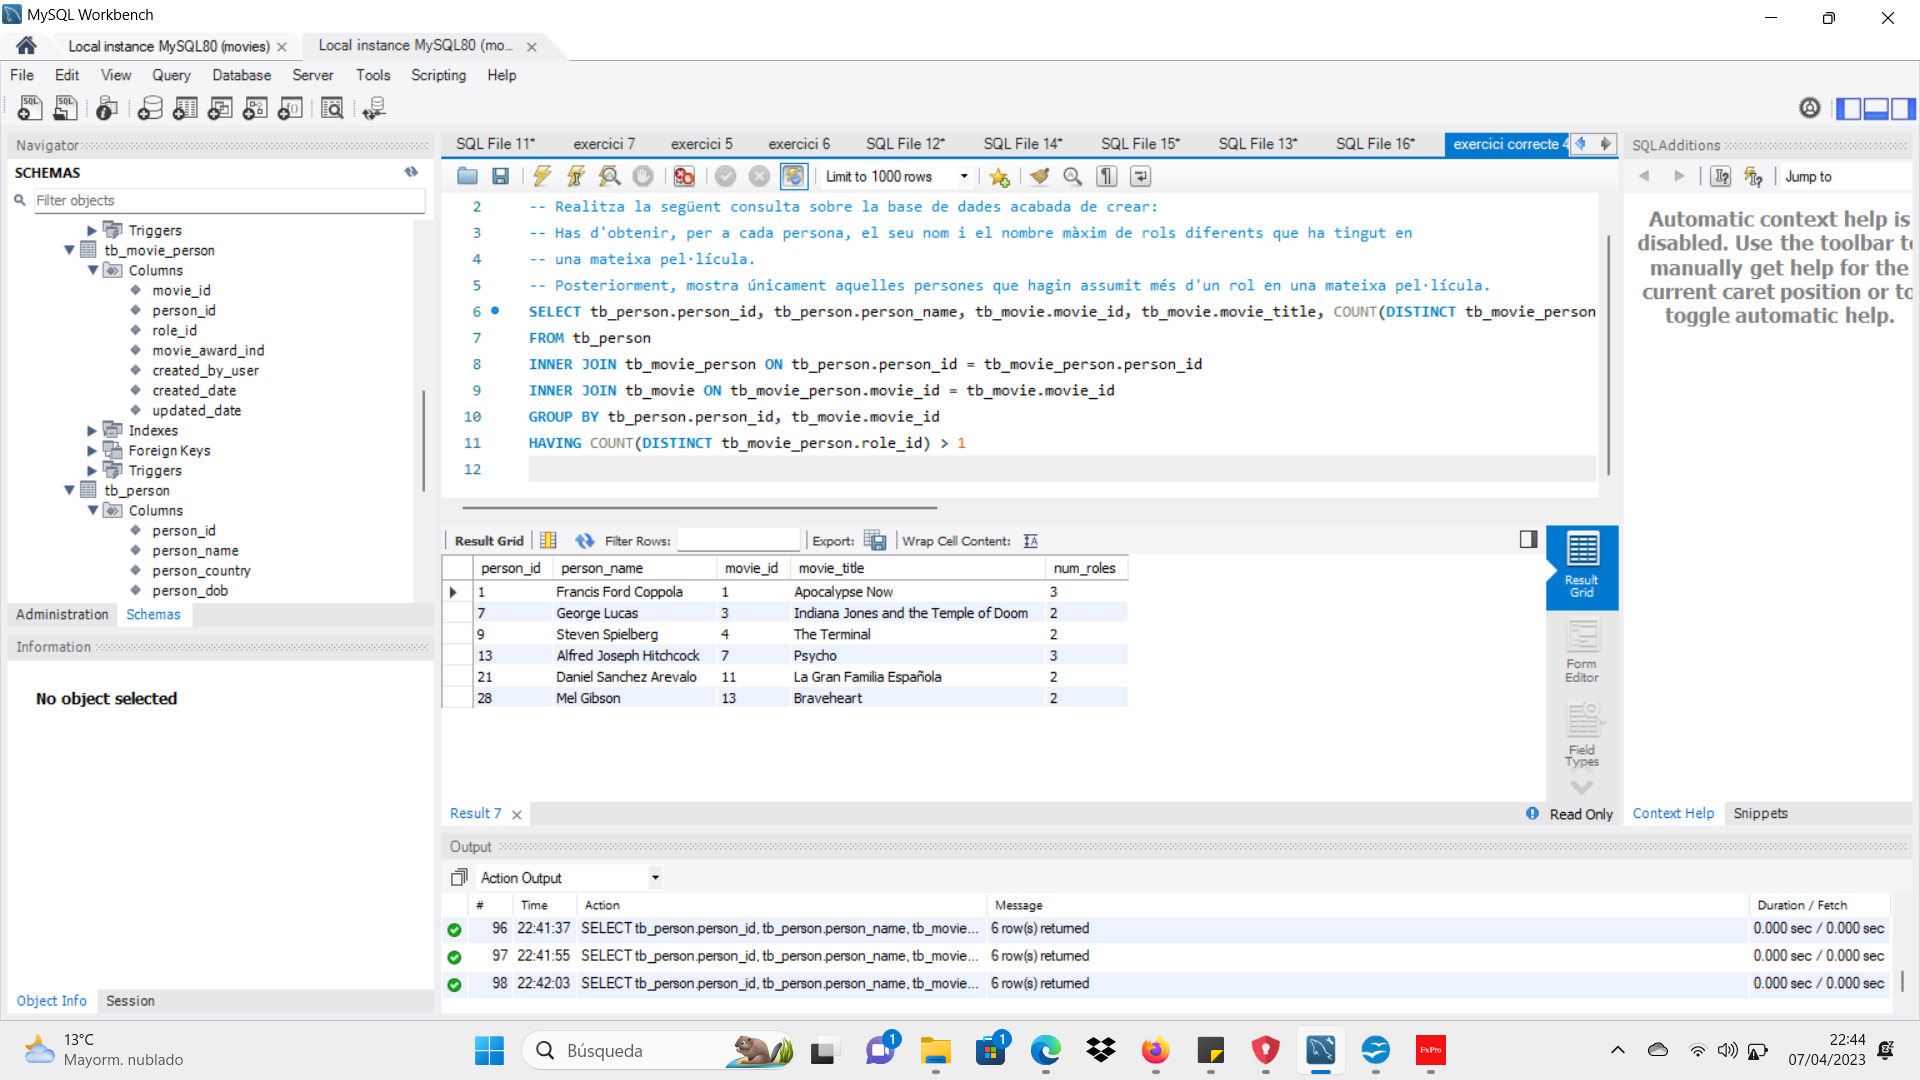 MySQL Workbench
Local instance MySQL80 (movies)
Local instance MySQL80 (mo...
File Edit View Query Database Server Tools Scripting Help
Navigator
SCHEMAS
Filter objects
Triggers
tb_movie_person
Columns
movie_id
person_id
role_id
movie_award_ind
created_by_user
created_date
updated_date
Indexes
Foreign Keys
Triggers
tb_person
Columns
person_id
person_name
person_country
person_dob
Administration Schemas
Information
No object selected
Object Info Session
SQL File 11* exercici 7 exercici 5 exercici 6 SQL File 12* SQL File 14* SQL File 15* SQL File 13* SQL File 16* exercici correcte 4
Limit to 1000 rows
2 -- Realitza la següent consulta sobre la base de dades acabada de crear:
3 -- Has d'obtenir, per a cada persona, el seu nom i el nombre màxim de rols diferents que ha tingut en
4 -- una mateixa pel·lícula.
5 -- Posteriorment, mostra únicament aquelles persones que hagin assumit més d'un rol en una mateixa pel·lícula.
6 SELECT tb_person.person_id, tb_person.person_name, tb_movie.movie_id, tb_movie.movie_title, COUNT(DISTINCT tb_movie_person
7 FROM tb_person
8 INNER JOIN tb_movie_person ON tb_person.person_id = tb_movie_person.person_id
9 INNER JOIN tb_movie ON tb_movie_person.movie_id = tb_movie.movie_id
10 GROUP BY tb_person.person_id, tb_movie.movie_id
11 HAVING COUNT(DISTINCT tb_movie_person.role_id) > 1
12
Result Grid Filter Rows: Export: Wrap Cell Content:
person_id person_name movie_id movie_title num_roles
1 Francis Ford Coppola 1 Apocalypse Now 3
7 George Lucas 3 Indiana Jones and the Temple of Doom 2
9 Steven Spielberg 4 The Terminal 2
13 Alfred Joseph Hitchcock 7 Psycho 3
21 Daniel Sanchez Arevalo 11 La Gran Familia Española 2
28 Mel Gibson 13 Braveheart 2
Result
Grid
Form
Editor
Field
Types
Result 7
Read Only
SQLAdditions
Jump to
Automatic context help is
disabled. Use the toolbar t
manually get help for the
current caret position or to
toggle automatic help.
Context Help Snippets
Output
Action Output
# Time Action Message Duration / Fetch
96 22:41:37 SELECT tb_person.person_id, tb_person.person_name, tb_movie... 6 row(s) returned 0.000 sec / 0.000 sec
97 22:41:55 SELECT tb_person.person_id, tb_person.person_name, tb_movie... 6 row(s) returned 0.000 sec / 0.000 sec
98 22:42:03 SELECT tb_person.person_id, tb_person.person_name, tb_movie... 6 row(s) returned 0.000 sec / 0.000 sec
13°C
Mayorm. nublado
Búsqueda
1
1
FxPro
22:44
07/04/2023